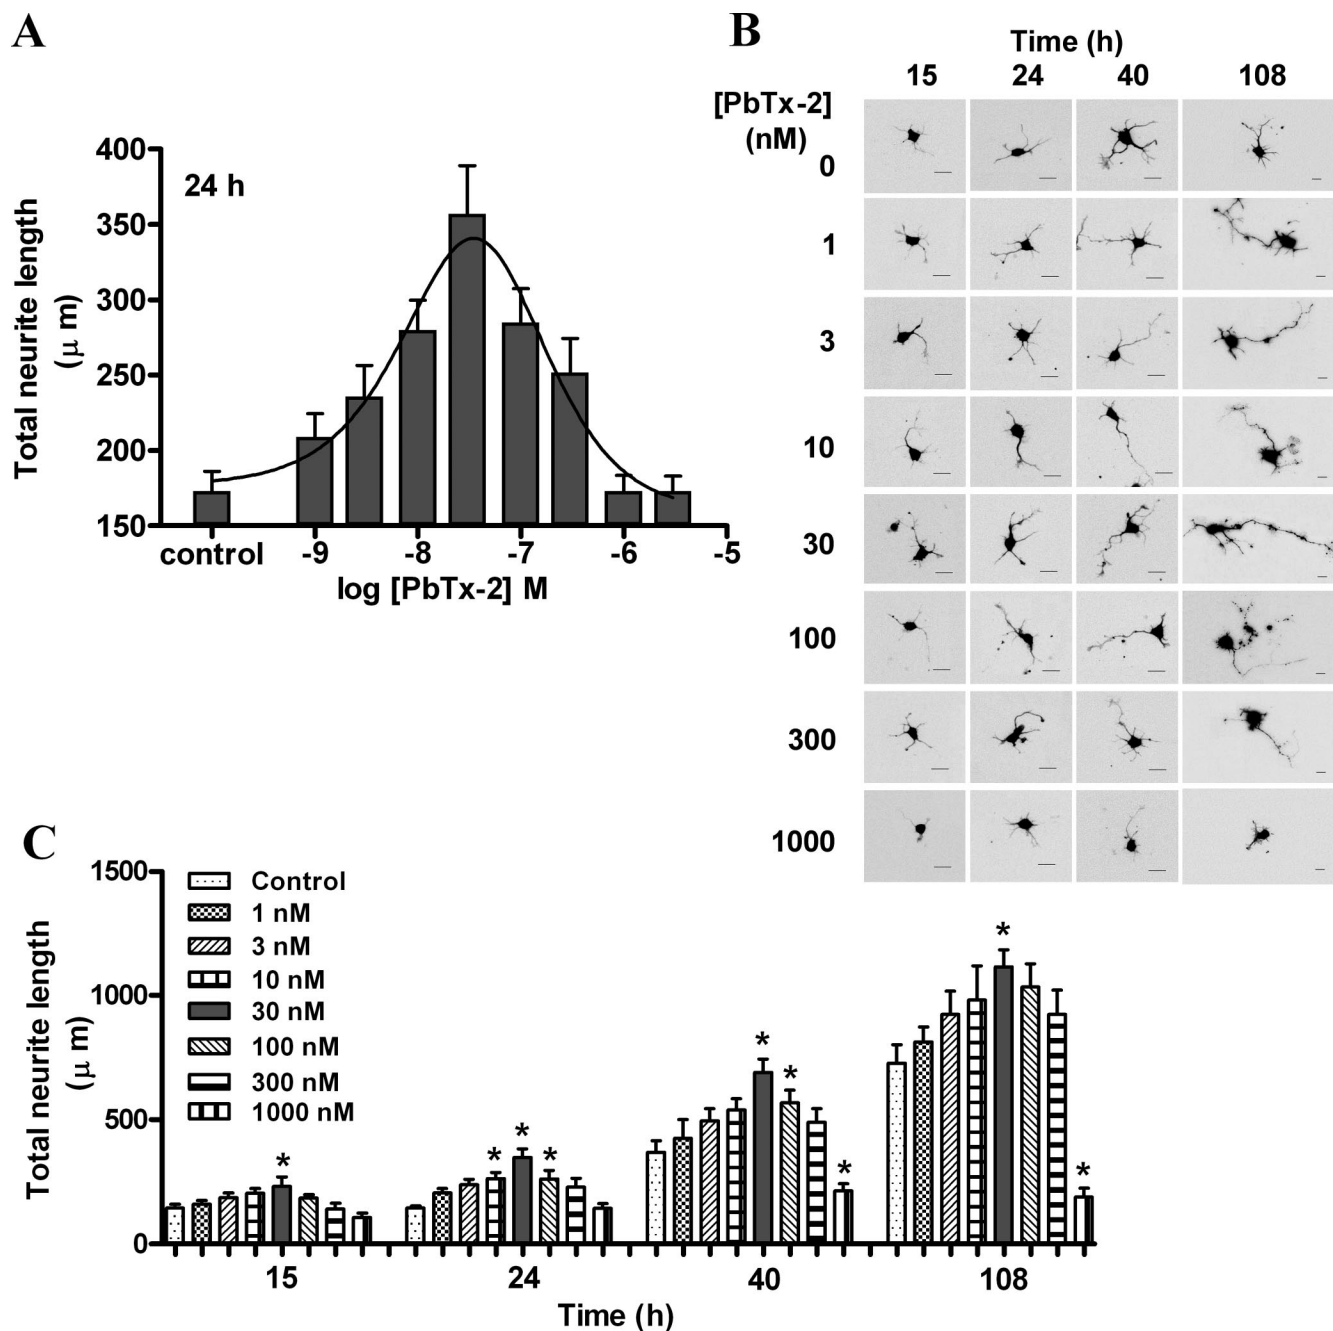 A
24 h
Total neurite length
(μ m)
400
350
300
250
200
150
control -9 -8 -7 -6 -5
log [PbTx-2] M
B
Time (h)
15 24 40 108
[PbTx-2]
(nM)
0
1
3
10
30
100
300
1000
C
Total neurite length
(μ m)
1500
1000
500
0
Control
1 nM
3 nM
10 nM
30 nM
100 nM
300 nM
1000 nM
*
* * *
* * *
* *
15 24 40 108
Time (h)